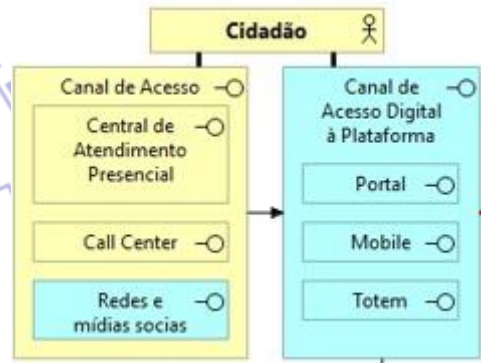 Cidadão
Canal de Acesso
Central de
Atendimento
Presencial
Call Center
Redes e
mídias socias
Canal de
Acesso Digital
à Plataforma
Portal
Mobile
Totem